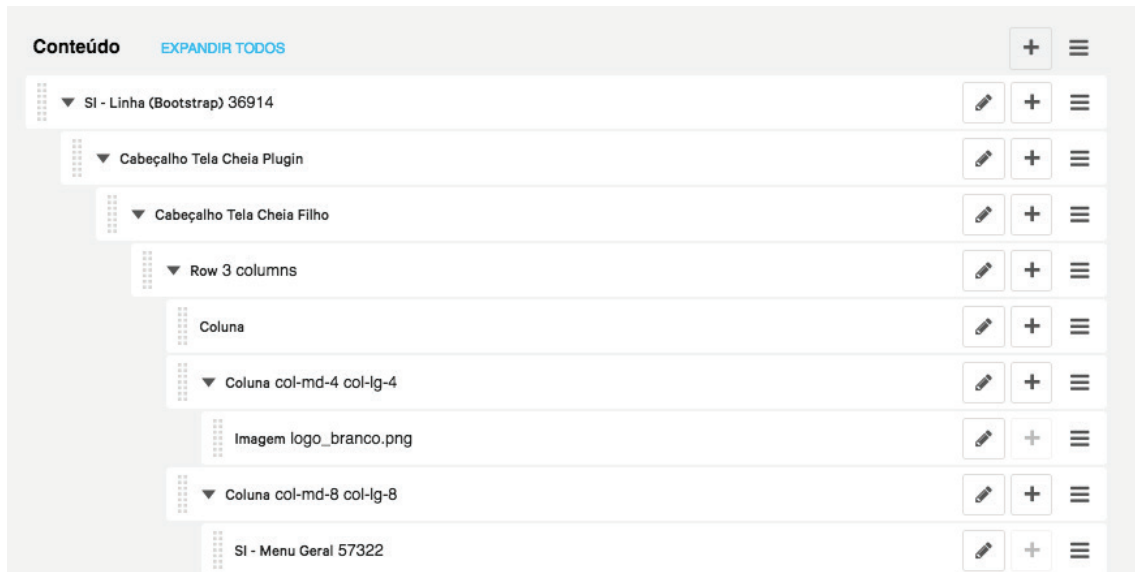 Conteúdo EXPANDIR TODOS
SI - Linha (Bootstrap) 36914
Cabeçalho Tela Cheia Plugin
Cabeçalho Tela Cheia Filho
Row 3 columns
Coluna
Coluna col-md-4 col-lg-4
Imagem logo_branco.png
Coluna col-md-8 col-lg-8
SI - Menu Geral 57322